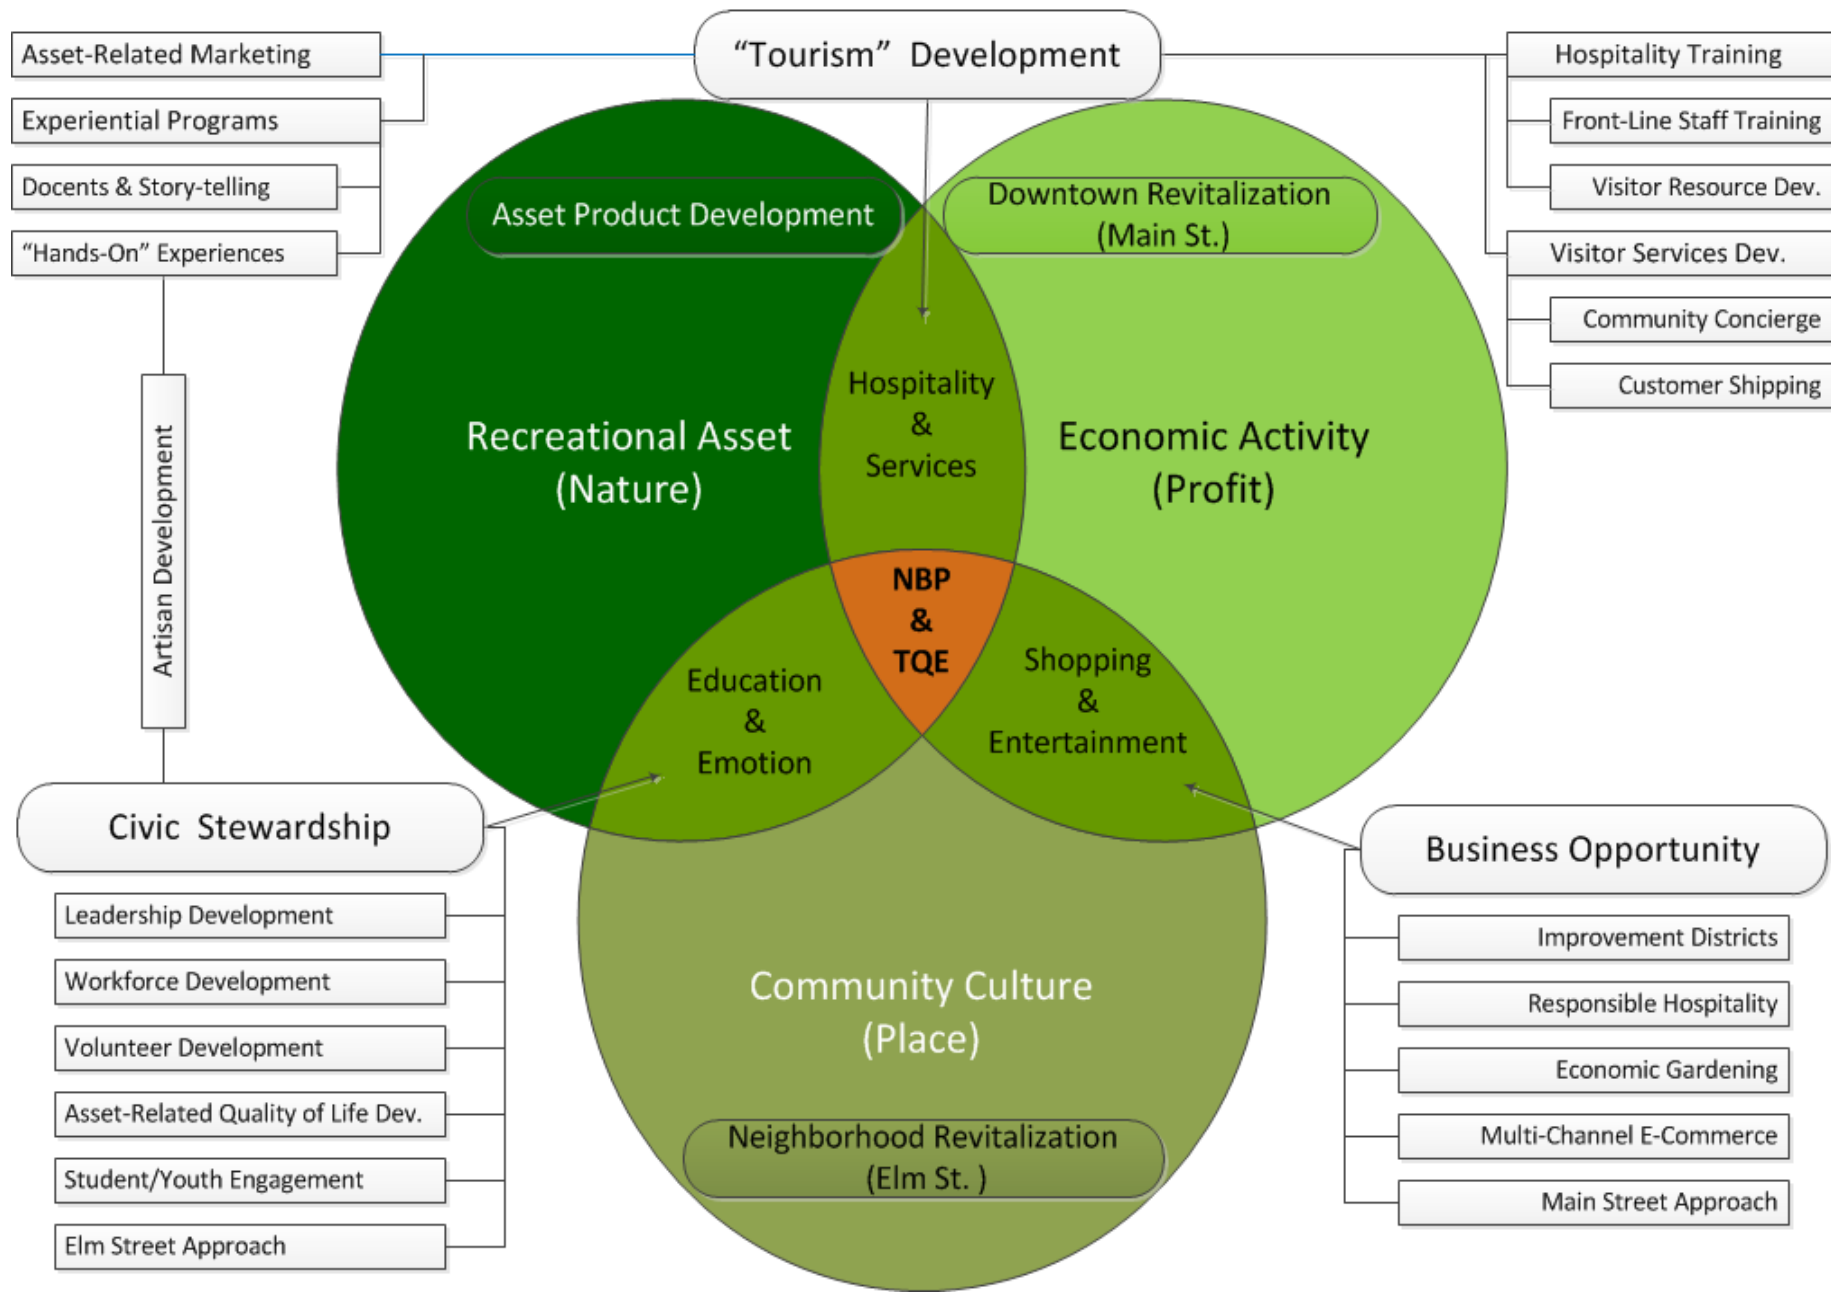 "Tourism" Development
Asset-Related Marketing
Experiential Programs
Docents & Story-telling
"Hands-On" Experiences
Artisan Development
Hospitality Training
Front-Line Staff Training
Visitor Resource Dev.
Visitor Services Dev.
Community Concierge
Customer Shipping
Asset Product Development
Downtown Revitalization
(Main St.)
Recreational Asset
(Nature)
Hospitality
&
Services
Economic Activity
(Profit)
NBP
&
TQE
Education
&
Emotion
Shopping
&
Entertainment
Community Culture
(Place)
Neighborhood Revitalization
(Elm St. )
Civic Stewardship
Leadership Development
Workforce Development
Volunteer Development
Asset-Related Quality of Life Dev.
Student/Youth Engagement
Elm Street Approach
Business Opportunity
Improvement Districts
Responsible Hospitality
Economic Gardening
Multi-Channel E-Commerce
Main Street Approach